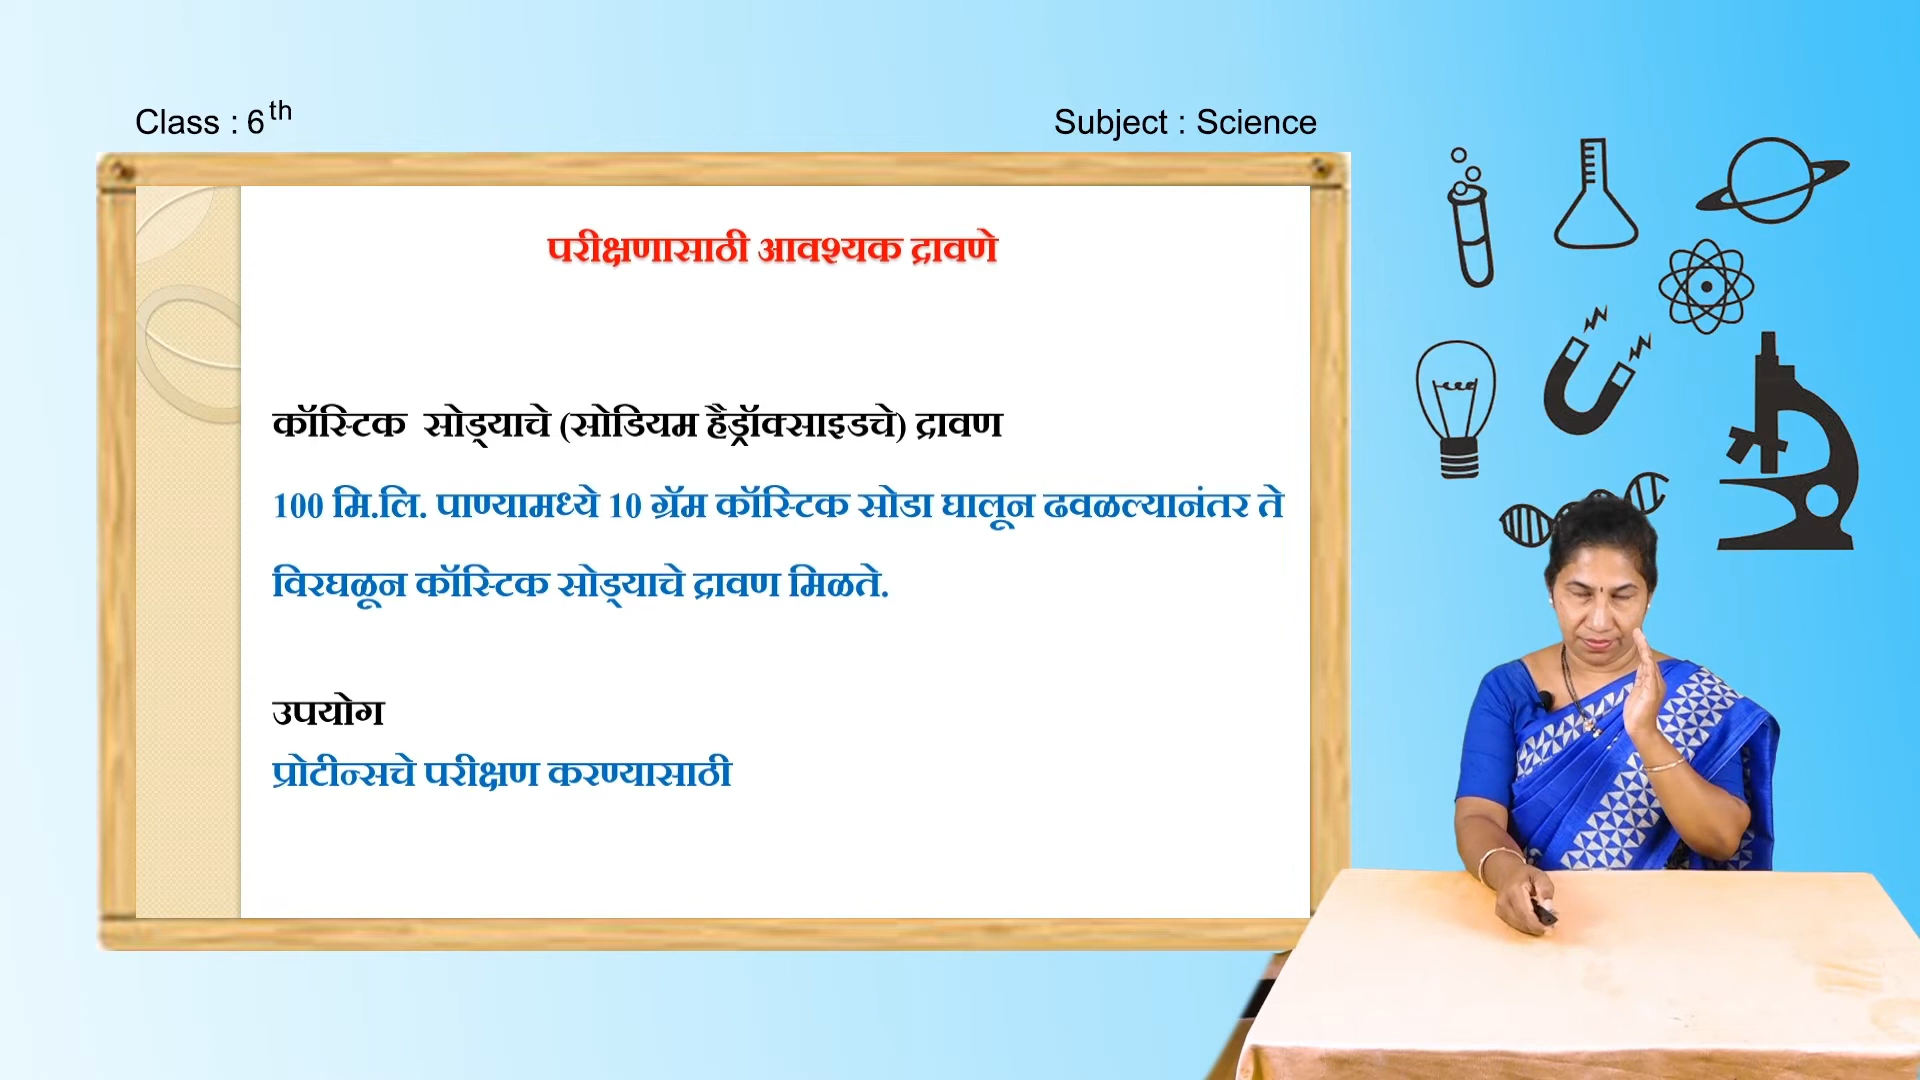 Class : 6th
Subject : Science
परीक्षणासाठी आवश्यक द्रावणे
कॉस्टिक सोड्याचे (सोडियम हैड्रॉक्साइडचे) द्रावण
100 मि.लि. पाण्यामध्ये 10 ग्रॅम कॉस्टिक सोडा घालून ढवळल्यानंतर ते
विरघळून कॉस्टिक सोड्याचे द्रावण मिळते.
उपयोग
प्रोटीन्सचे परीक्षण करण्यासाठी